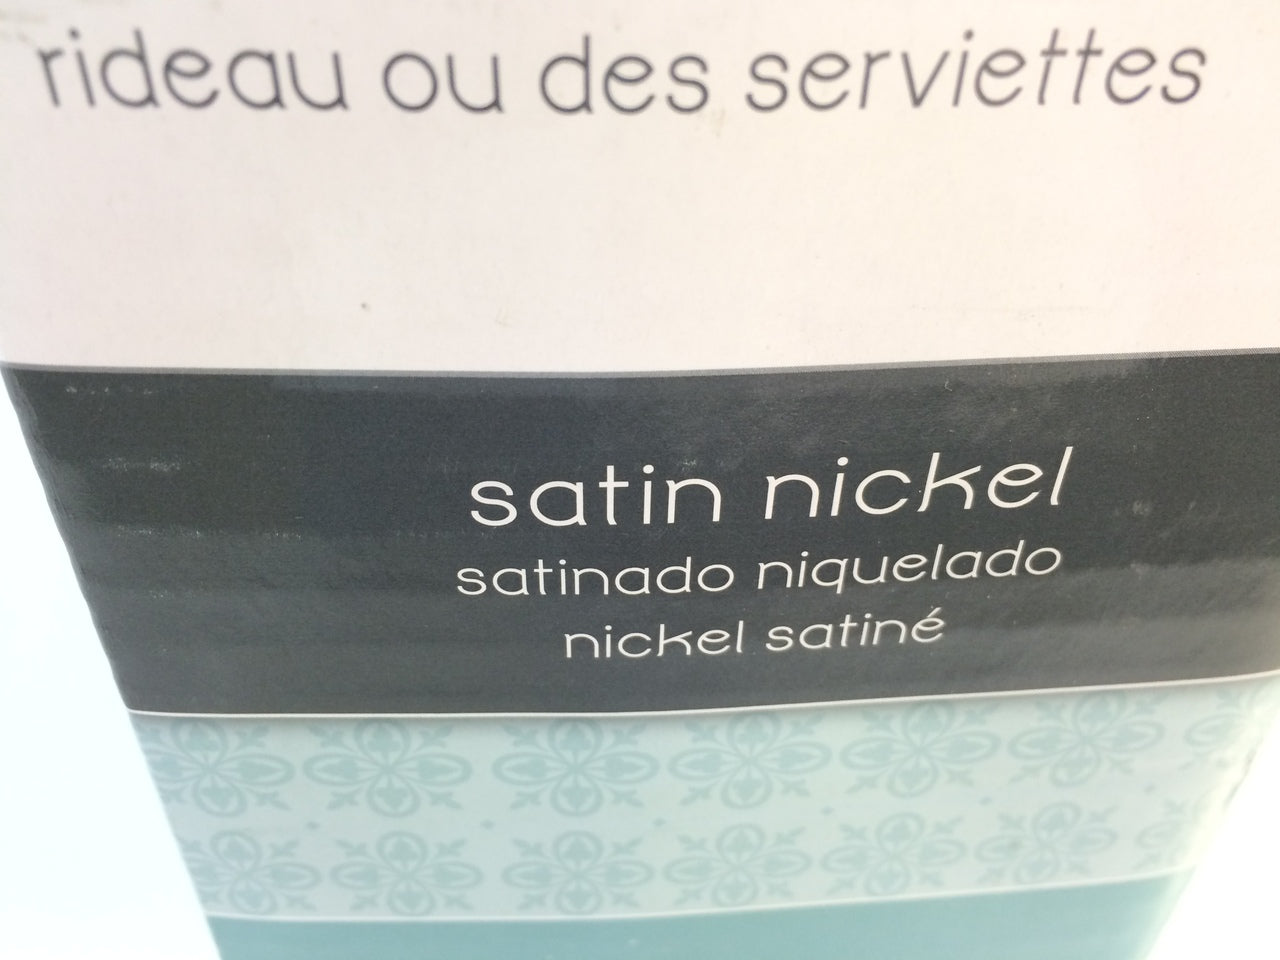 rideau ou des serviettes
satin nickel
satinado niquelado
nickel satiné